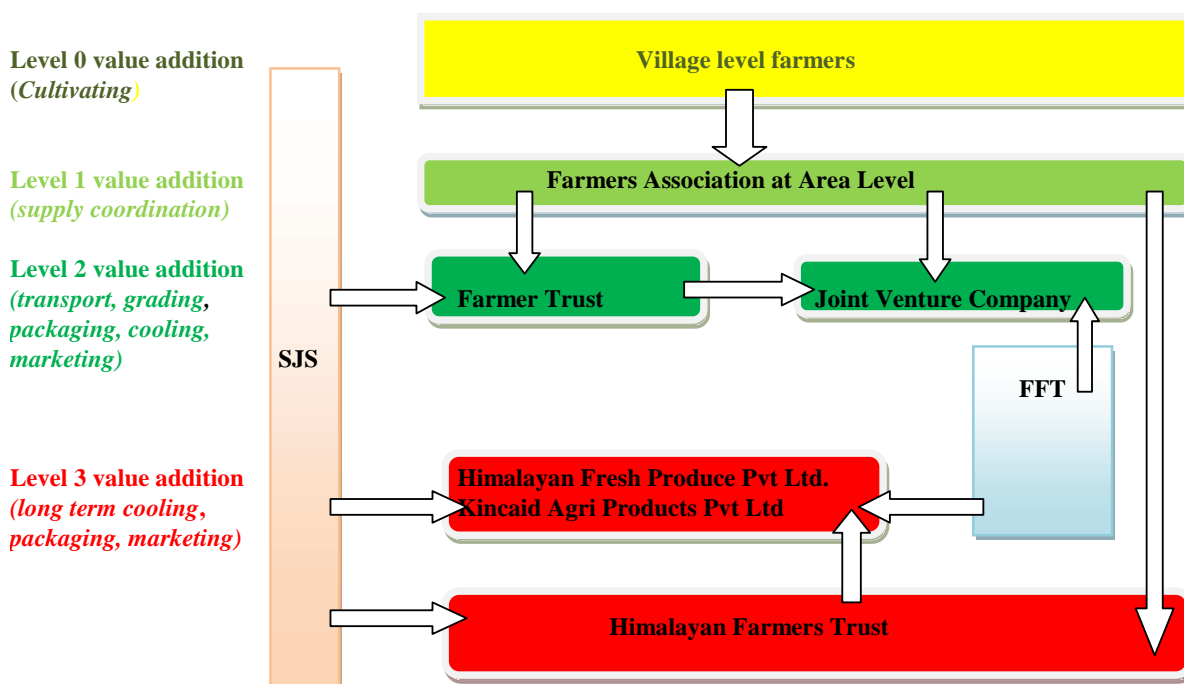 Level 0 value addition
(Cultivating)
Village level farmers
Level 1 value addition
(supply coordination)
Farmers Association at Area Level
Level 2 value addition
(transport, grading,
packaging, cooling,
marketing)
Farmer Trust
Joint Venture Company
SJS
FFT
Level 3 value addition
(long term cooling,
packaging, marketing)
Himalayan Fresh Produce Pvt Ltd.
Kincaid Agri Products Pvt Ltd
Himalayan Farmers Trust